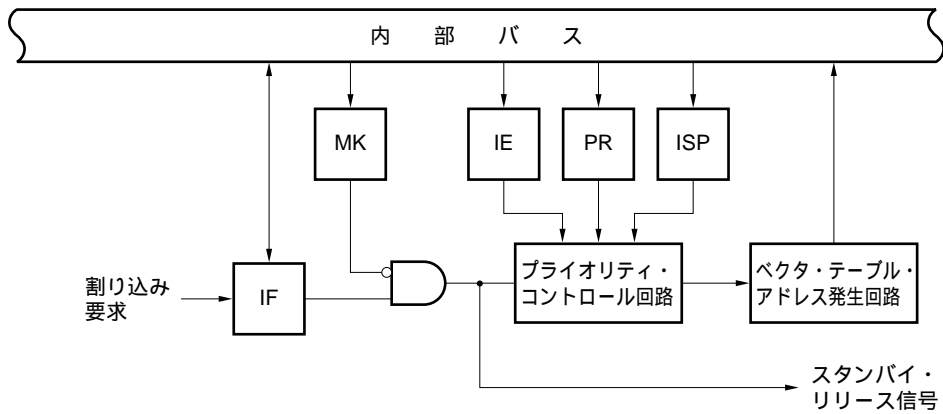 内部バス
MK
IE
PR
ISP
割り込み
要求
IF
プライオリティ・
コントロール回路
ベクタ・テーブル・
アドレス発生回路
スタンバイ・
リリース信号